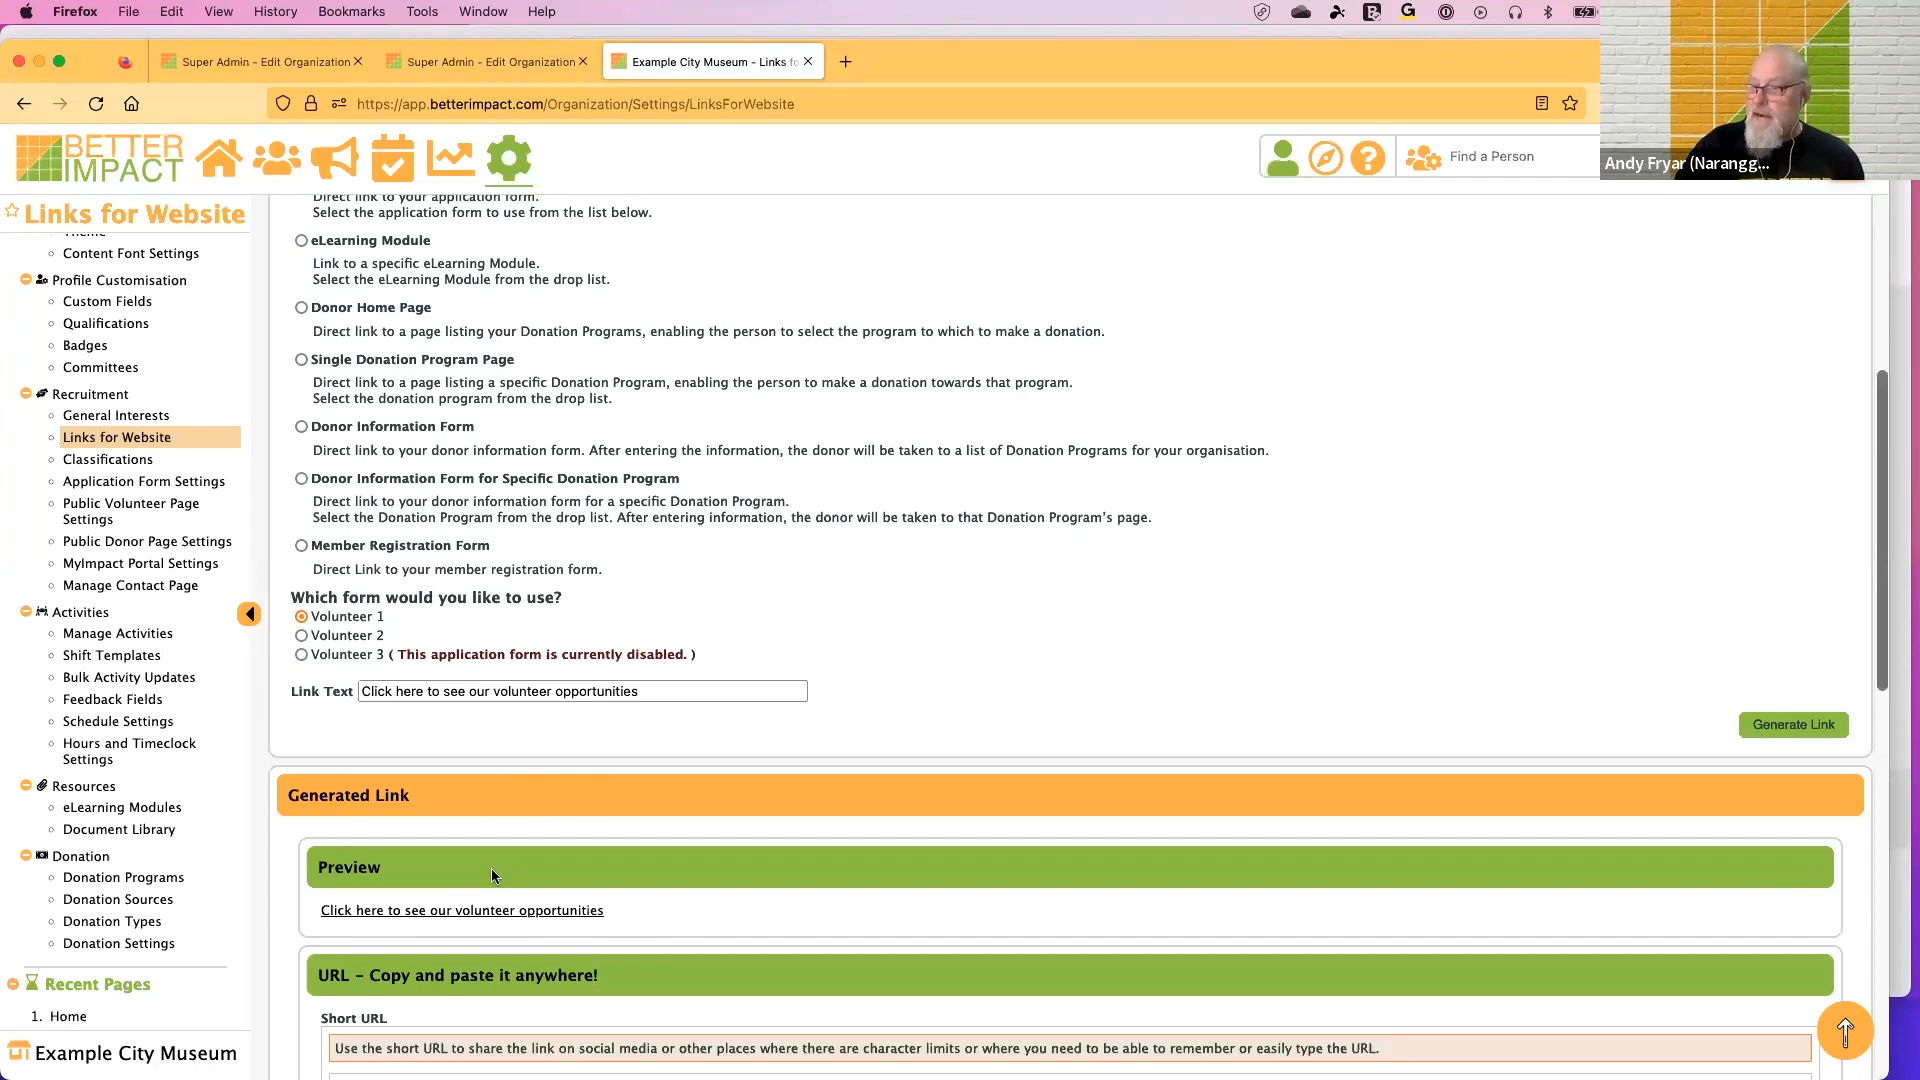 Firefox File Edit View History Bookmarks Tools Window Help
Super Admin - Edit Organization
Super Admin - Edit Organization
Example City Museum - Links fo
https://app.betterimpact.com/Organization/Settings/LinksForWebsite
BETTER
IMPACT
Find a Person
Andy Fryar (Narangg...
Links for Website
Theme
Content Font Settings
Profile Customisation
Custom Fields
Qualifications
Badges
Committees
Recruitment
General Interests
Links for Website
Classifications
Application Form Settings
Public Volunteer Page
Settings
Public Donor Page Settings
MyImpact Portal Settings
Manage Contact Page
Activities
Manage Activities
Shift Templates
Bulk Activity Updates
Feedback Fields
Schedule Settings
Hours and Timeclock
Settings
Resources
eLearning Modules
Document Library
Donation
Donation Programs
Donation Sources
Donation Types
Donation Settings
Recent Pages
1. Home
Example City Museum
Direct link to your application form.
Select the application form to use from the list below.
eLearning Module
Link to a specific eLearning Module.
Select the eLearning Module from the drop list.
Donor Home Page
Direct link to a page listing your Donation Programs, enabling the person to select the program to which to make a donation.
Single Donation Program Page
Direct link to a page listing a specific Donation Program, enabling the person to make a donation towards that program.
Select the donation program from the drop list.
Donor Information Form
Direct link to your donor information form. After entering the information, the donor will be taken to a list of Donation Programs for your organisation.
Donor Information Form for Specific Donation Program
Direct link to your donor information form for a specific Donation Program.
Select the Donation Program from the drop list. After entering information, the donor will be taken to that Donation Program's page.
Member Registration Form
Direct Link to your member registration form.
Which form would you like to use?
Volunteer 1
Volunteer 2
Volunteer 3 ( This application form is currently disabled. )
Link Text Click here to see our volunteer opportunities
Generate Link
Generated Link
Preview
Click here to see our volunteer opportunities
URL - Copy and paste it anywhere!
Short URL
Use the short URL to share the link on social media or other places where there are character limits or where you need to be able to remember or easily type the URL.